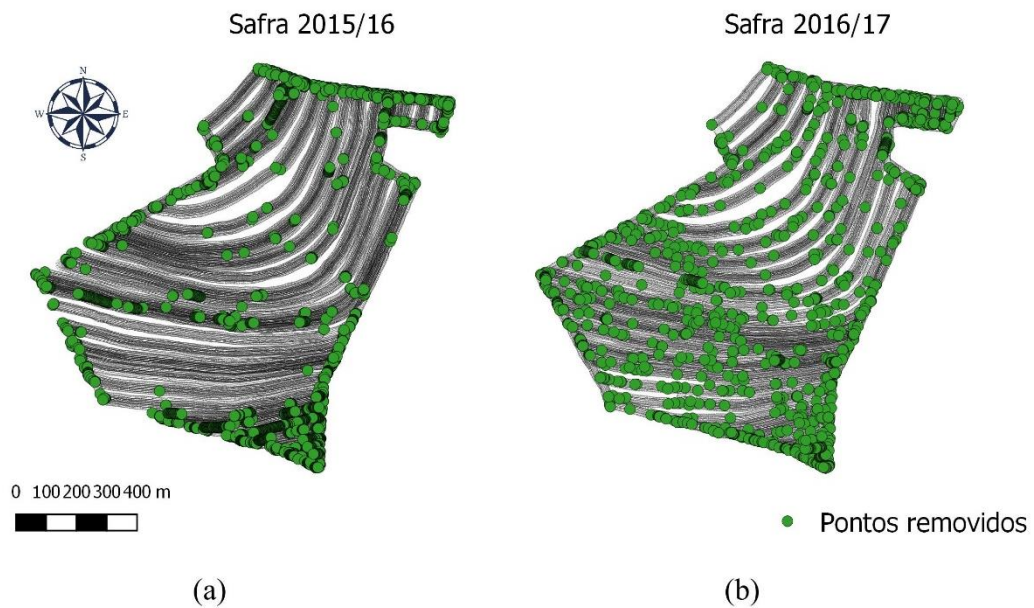 Safra 2015/16
Safra 2016/17
N
W E
S
0 100 200 300 400 m
Pontos removidos
(a)
(b)